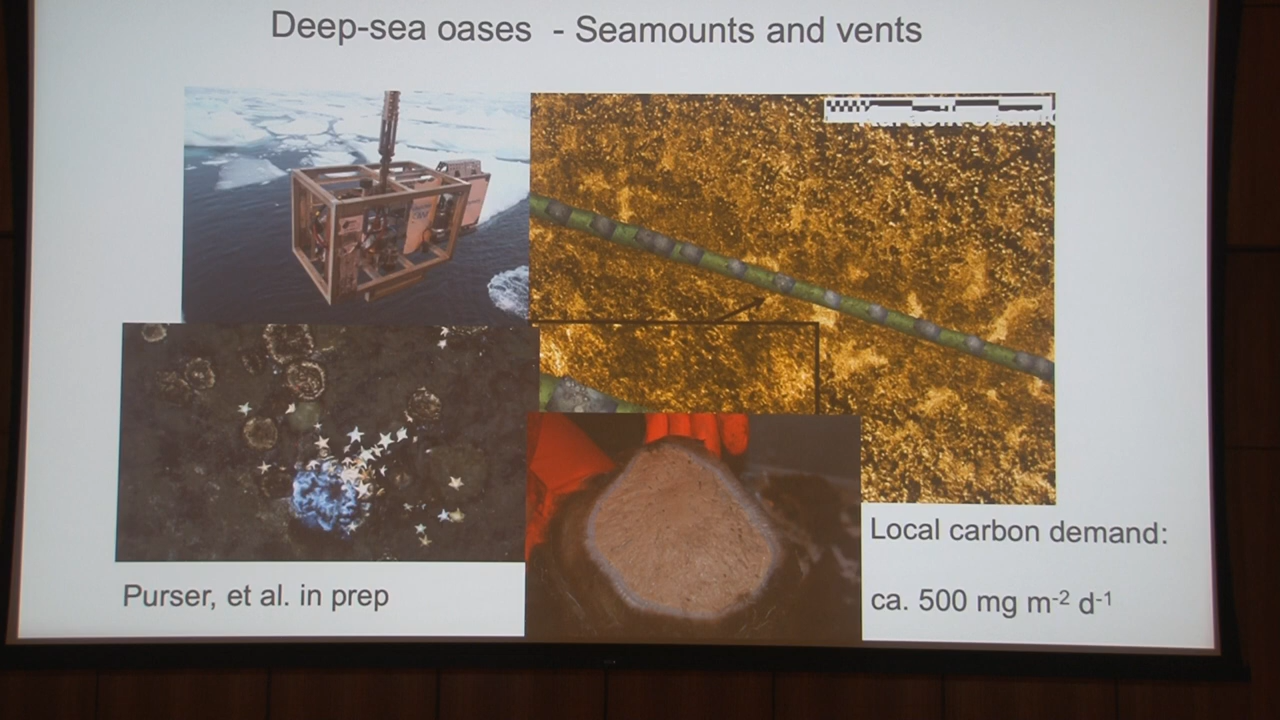 Deep-sea oases - Seamounts and vents
Purser, et al. in prep
Local carbon demand:
ca. 500 mg m-2 d-1